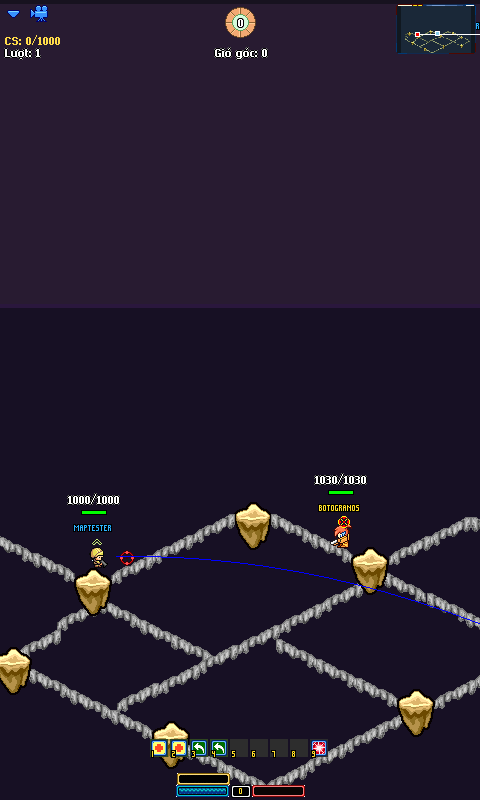 0
CS: 0/1000
Lượt: 1
Gió góc: 0
1030/1030
1000/1000
BOTOGRAMOS
MAPTESTER
1 2 3 4 5 6 7 8 9
0